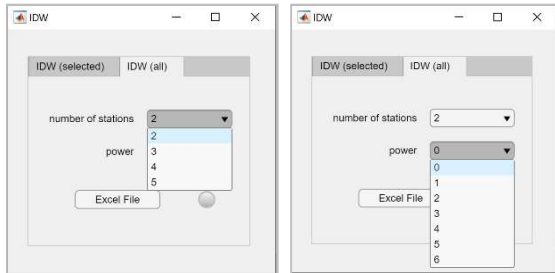 IDW
IDW (selected) IDW (all)
number of stations 2
2
power 3
4
5
Excel File
IDW
IDW (selected) IDW (all)
number of stations 2
power 0
0
1
Excel File 2
3
4
5
6